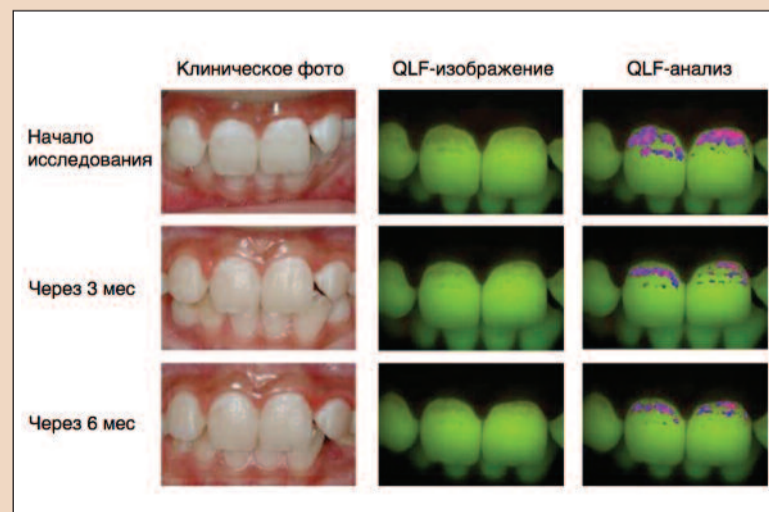 Клиническое фото QLF-изображение QLF-анализ
Начало
исследования
Через 3 мес
Через 6 мес